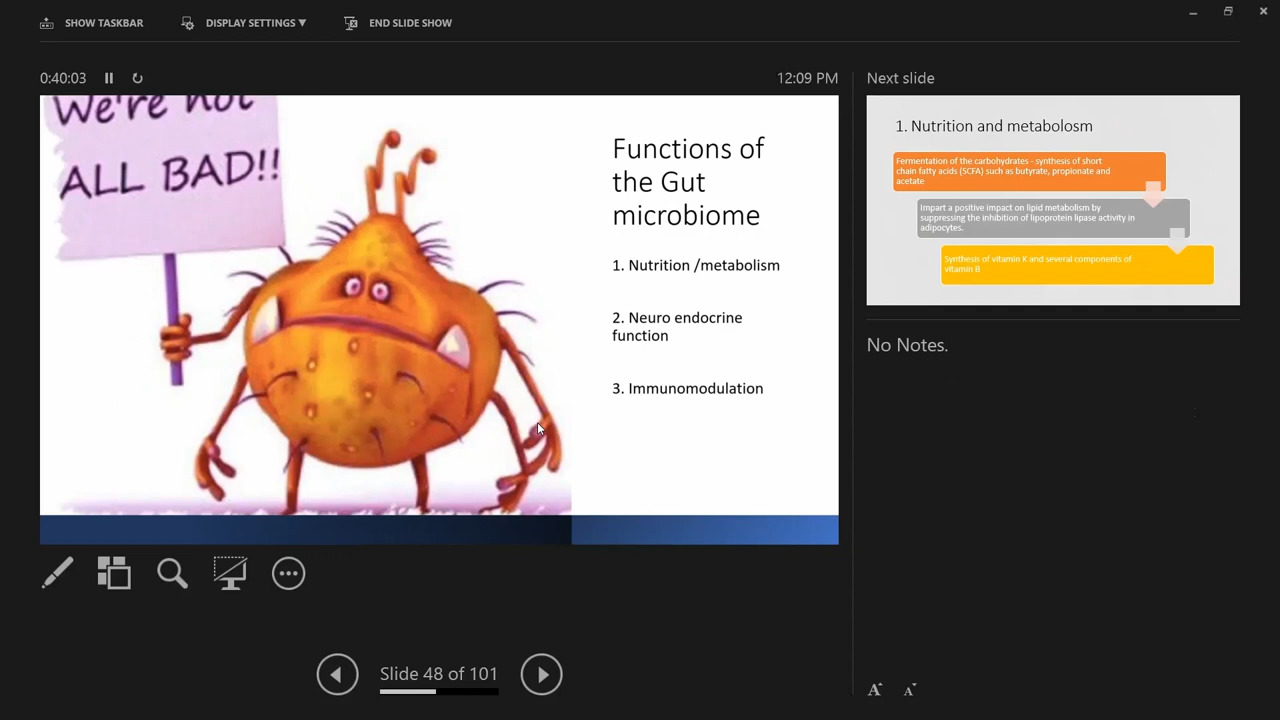 SHOW TASKBAR
DISPLAY SETTINGS ▼
END SLIDE SHOW
0:40:03
12:09 PM
We're not
ALL BAD!!
Functions of
the Gut
microbiome
1. Nutrition /metabolism
2. Neuro endocrine
function
3. Immunomodulation
Slide 48 of 101
Next slide
1. Nutrition and metabolosm
Fermentation of the carbohydrates - synthesis of short
chain fatty acids (SCFA) such as butyrate, propionate and
acetate
Impart a positive impact on lipid metabolism by
suppressing the inhibition of lipoprotein lipase activity in
adipocytes.
Synthesis of vitamin K and several components of
vitamin B
No Notes.
A A